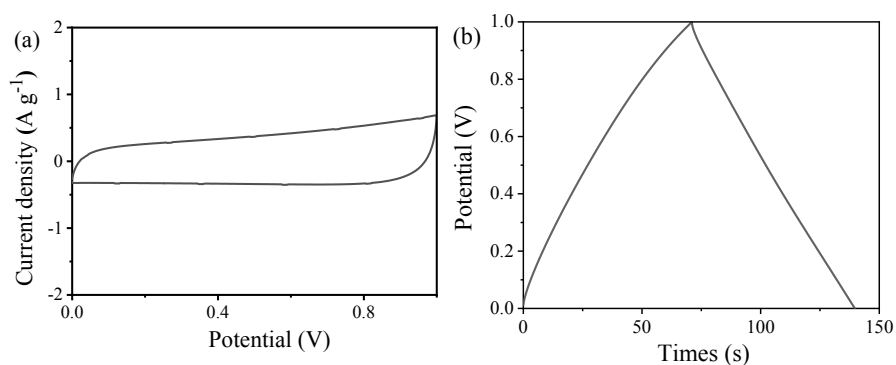 (a)
2
1
0
-1
-2
Current density (A g⁻¹)
0.0 0.4 0.8
Potential (V)
(b)
1.0
0.8
0.6
0.4
0.2
0.0
Potential (V)
0 50 100 150
Times (s)